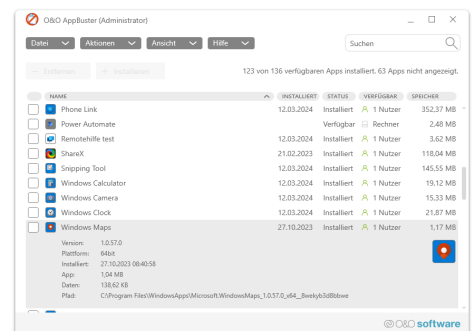 O&O AppBuster (Administrator)
Datei Aktionen Ansicht Hilfe Suchen
Entfernen Installieren 123 von 136 verfügbaren Apps installiert. 63 Apps nicht angezeigt.
NAME INSTALLIERT STATUS VERFÜGBAR SPEICHER
Phone Link 12.03.2024 Installiert 1 Nutzer 352,37 MB
Power Automate Verfügbar Rechner 2,48 MB
Remotehilfe test 12.03.2024 Installiert 1 Nutzer 3,62 MB
ShareX 21.02.2023 Installiert 1 Nutzer 118,04 MB
Snipping Tool 12.03.2024 Installiert 1 Nutzer 145,55 MB
Windows Calculator 12.03.2024 Installiert 1 Nutzer 19,12 MB
Windows Camera 12.03.2024 Installiert 1 Nutzer 15,33 MB
Windows Clock 12.03.2024 Installiert 1 Nutzer 21,87 MB
Windows Maps 27.10.2023 Installiert 1 Nutzer 1,17 MB
Version: 1.0.57.0
Plattform: 64bit
Installiert: 27.10.2023 08:40:58
App: 1,04 MB
Daten: 138,62 KB
Pfad: C:\Program Files\WindowsApps\Microsoft.WindowsMaps_1.0.57.0_x64__8wekyb3d8bbwe
O&O software